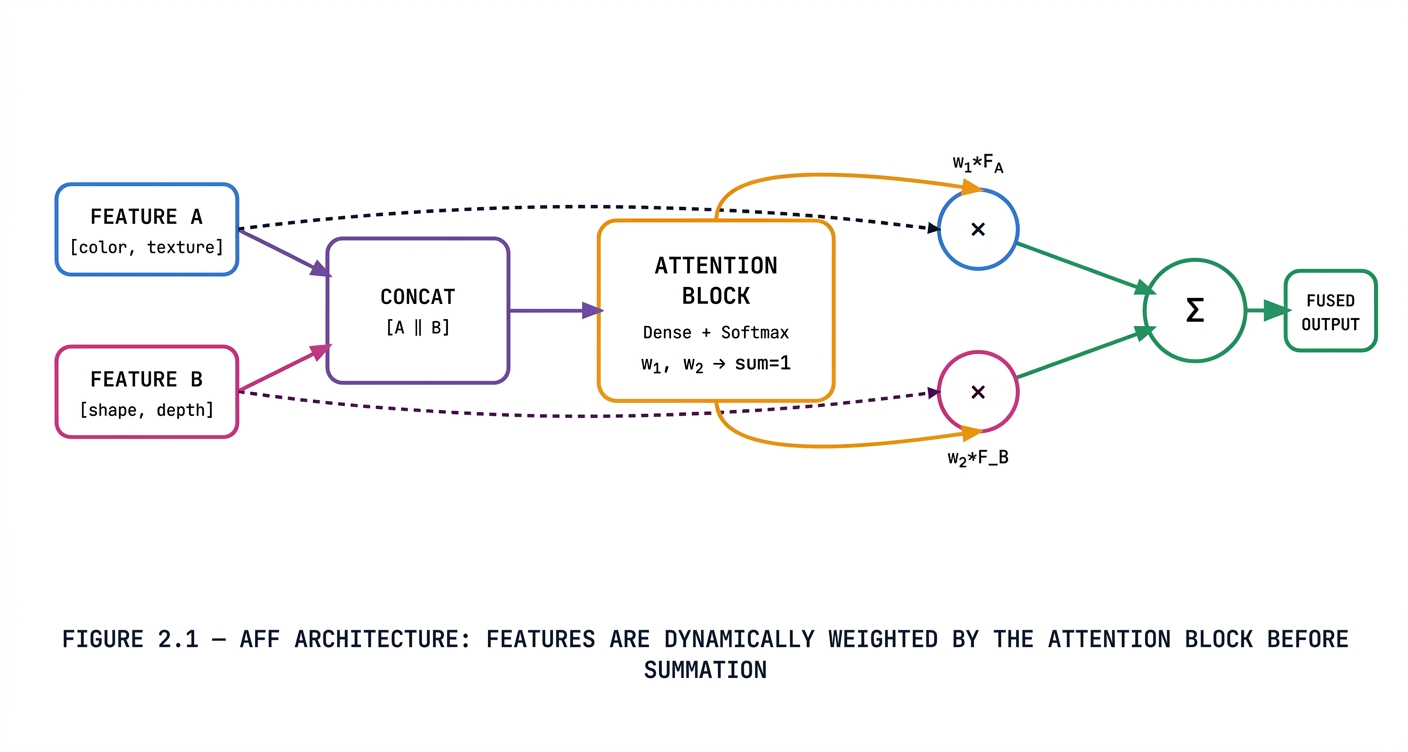 FEATURE A
[color, texture]
FEATURE B
[shape, depth]
CONCAT
[A ‖ B]
ATTENTION
BLOCK
Dense + Softmax
w₁, w₂ → sum=1
w₁*F_A
×
×
w₂*F_B
Σ
FUSED
OUTPUT
FIGURE 2.1 — AFF ARCHITECTURE: FEATURES ARE DYNAMICALLY WEIGHTED BY THE ATTENTION BLOCK BEFORE
SUMMATION